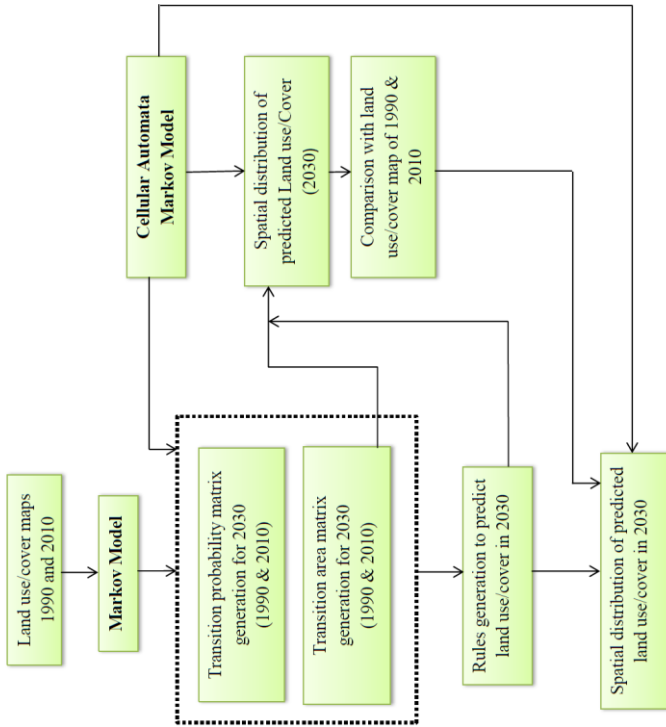 Land use/cover maps
1990 and 2010
Markov Model
Transition probability matrix
generation for 2030
(1990 & 2010)
Transition area matrix
generation for 2030
(1990 & 2010)
Rules generation to predict
land use/cover in 2030
Spatial distribution of predicted
land use/cover in 2030
Cellular Automata
Markov Model
Spatial distribution of
predicted Land use/Cover
(2030)
Comparison with land
use/cover map of 1990 &
2010